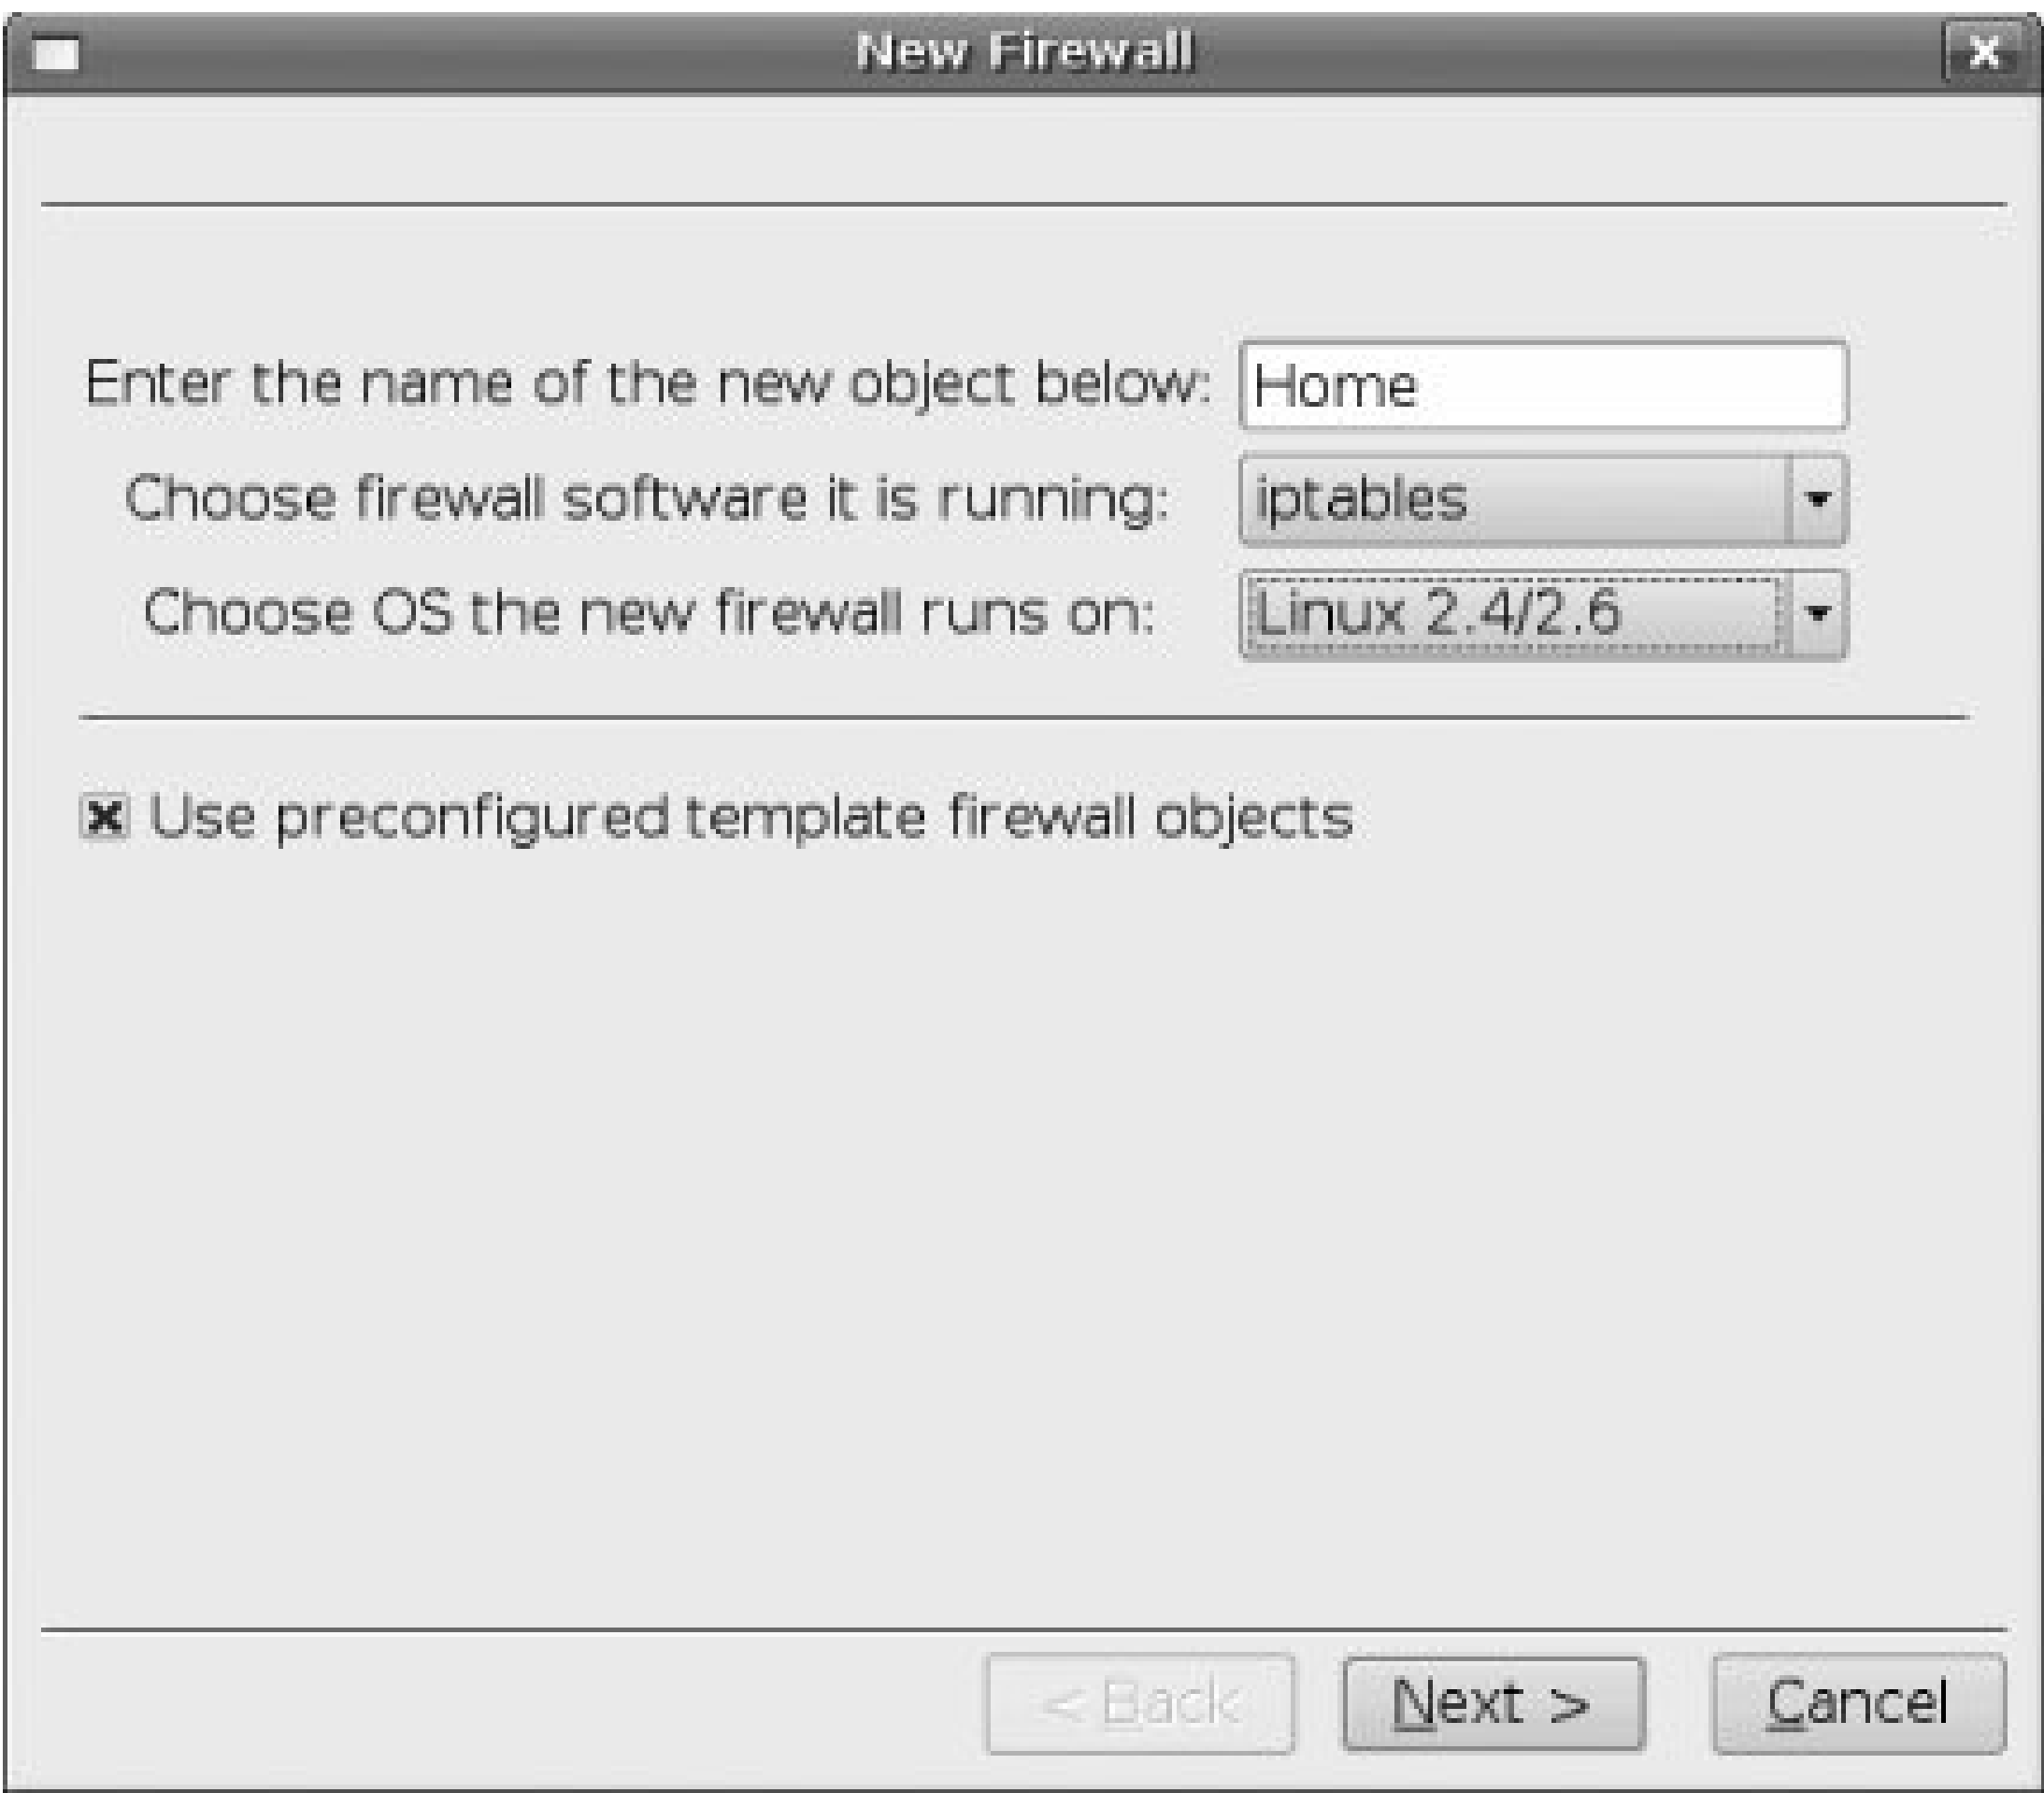 New Firewall
Enter the name of the new object below: Home
Choose firewall software it is running: iptables
Choose OS the new firewall runs on: Linux 2.4/2.6
Use preconfigured template firewall objects
< Back Next > Cancel